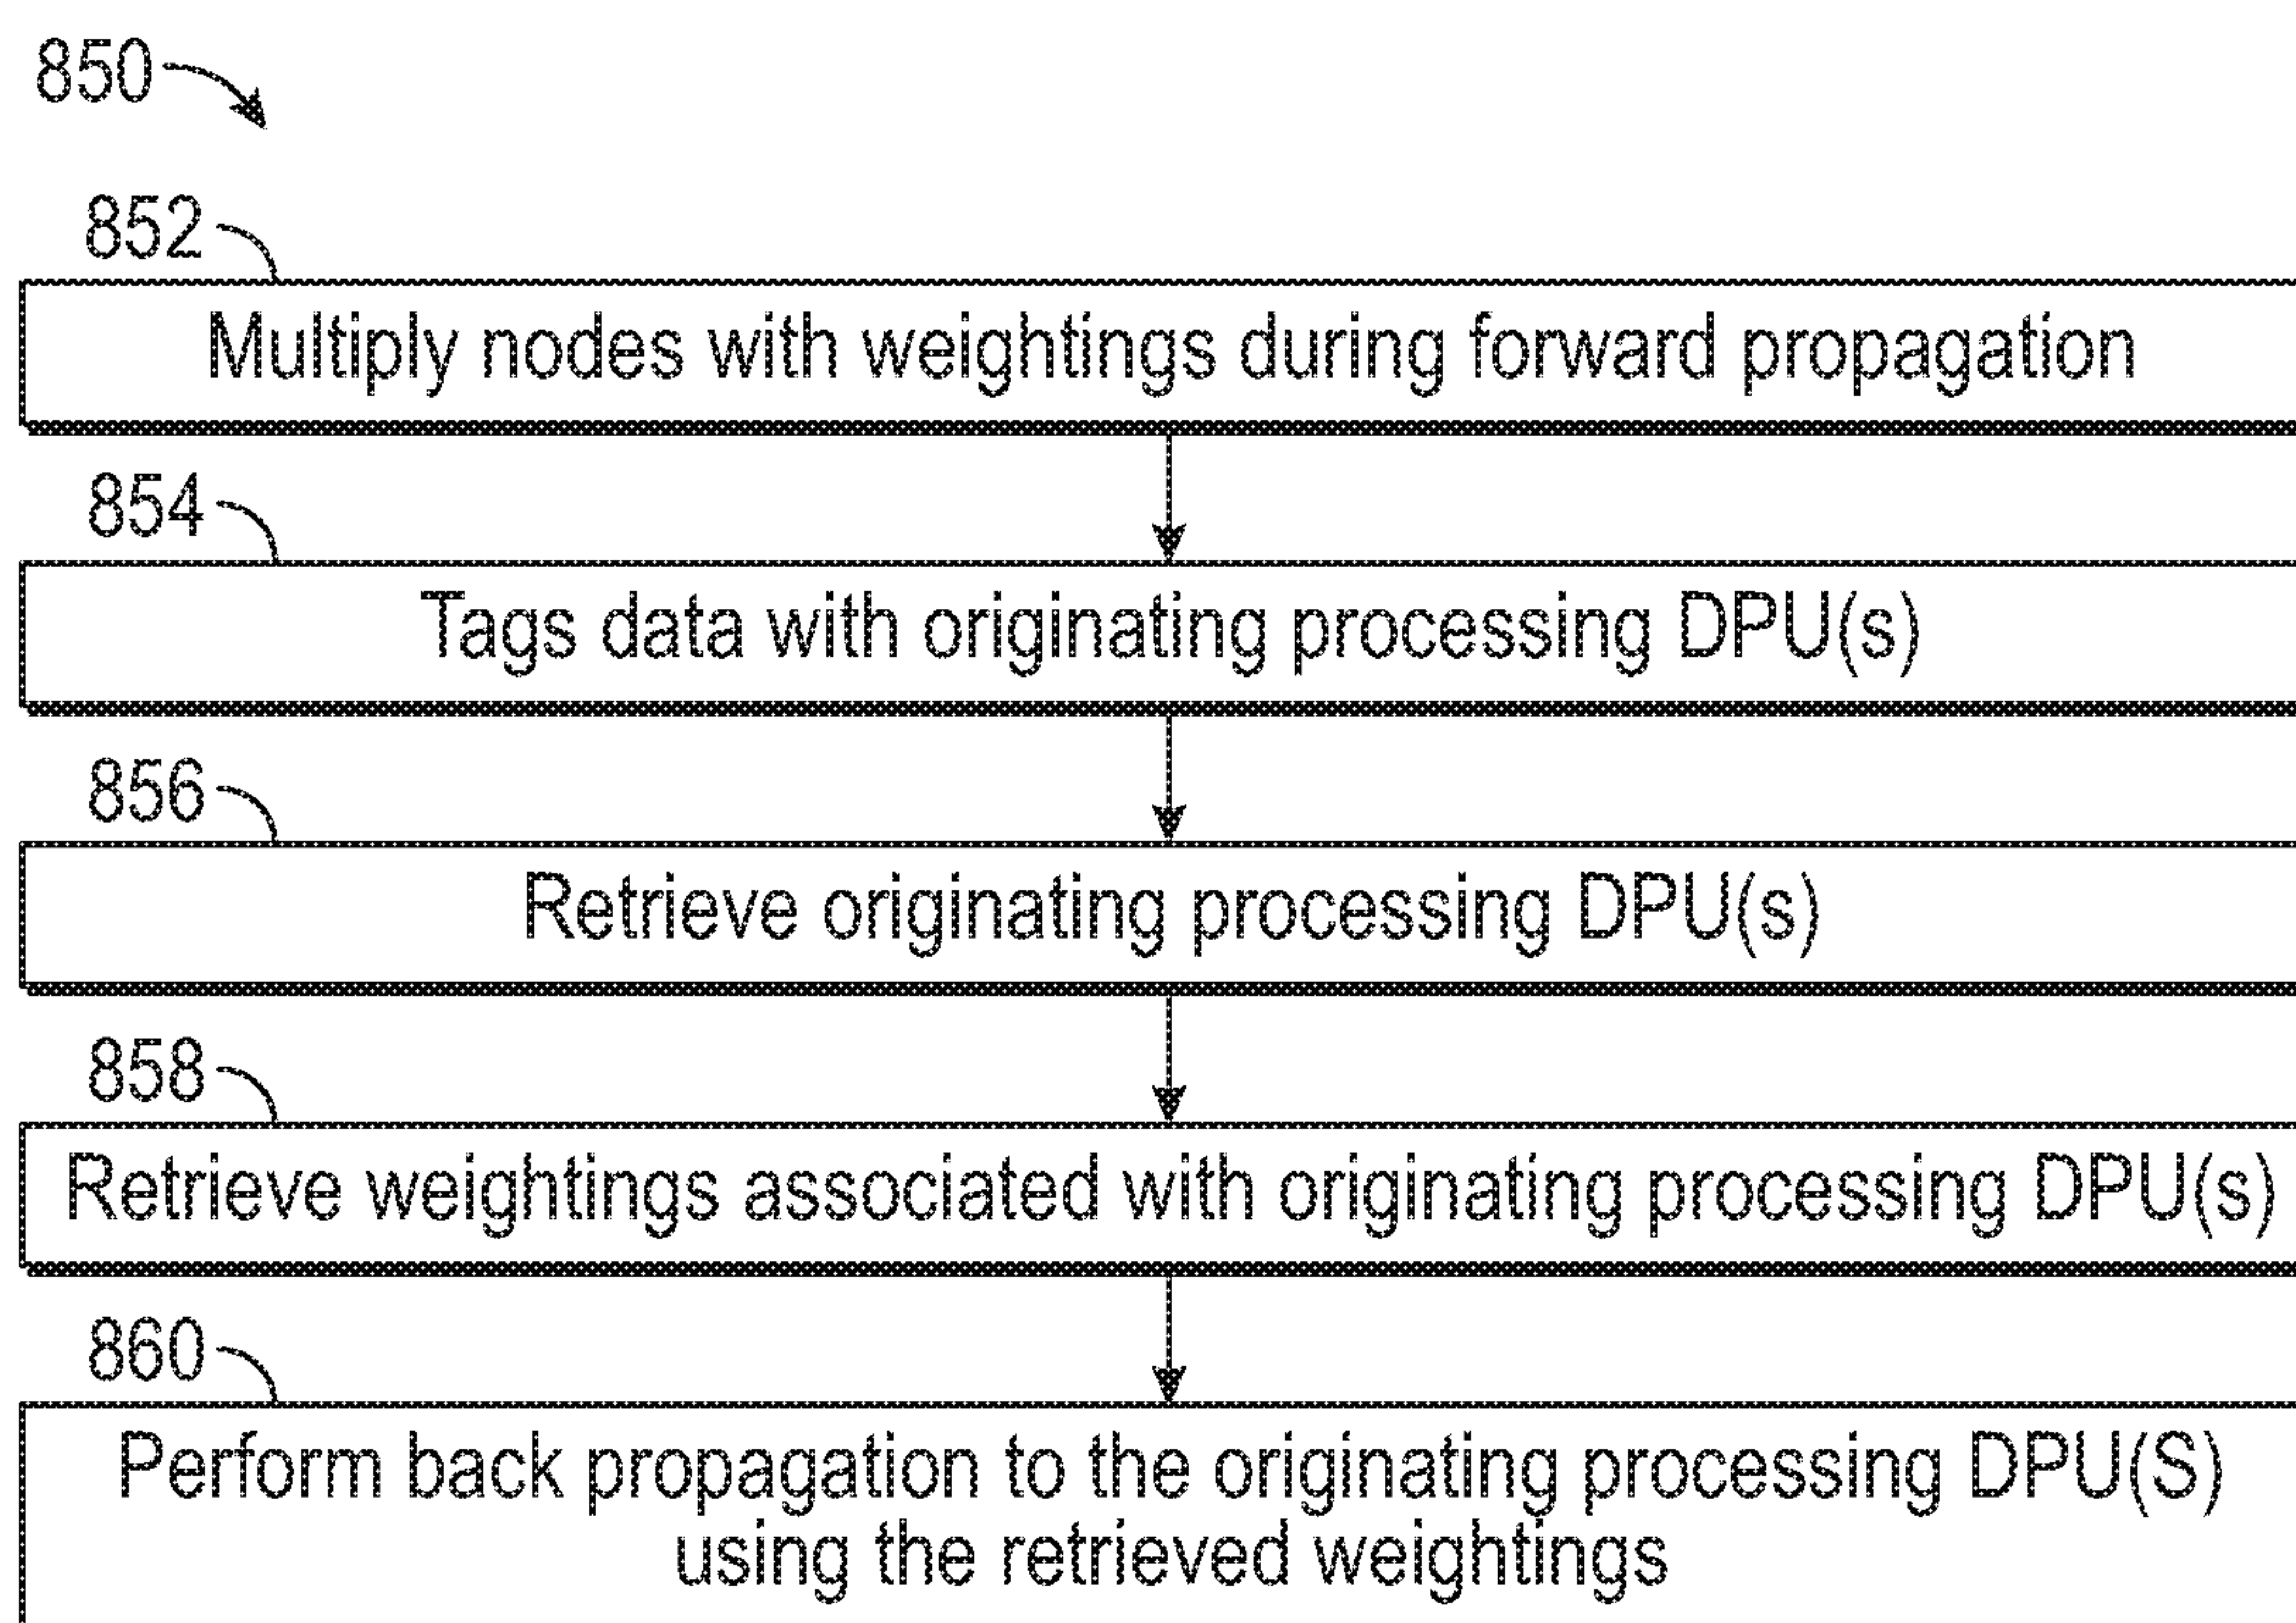 850
852
Multiply nodes with weightings during forward propagation
854
Tags data with originating processing DPU(s)
856
Retrieve originating processing DPU(s)
858
Retrieve weightings associated with originating processing DPU(s)
860
Perform back propagation to the originating processing DPU(S)
using the retrieved weightings